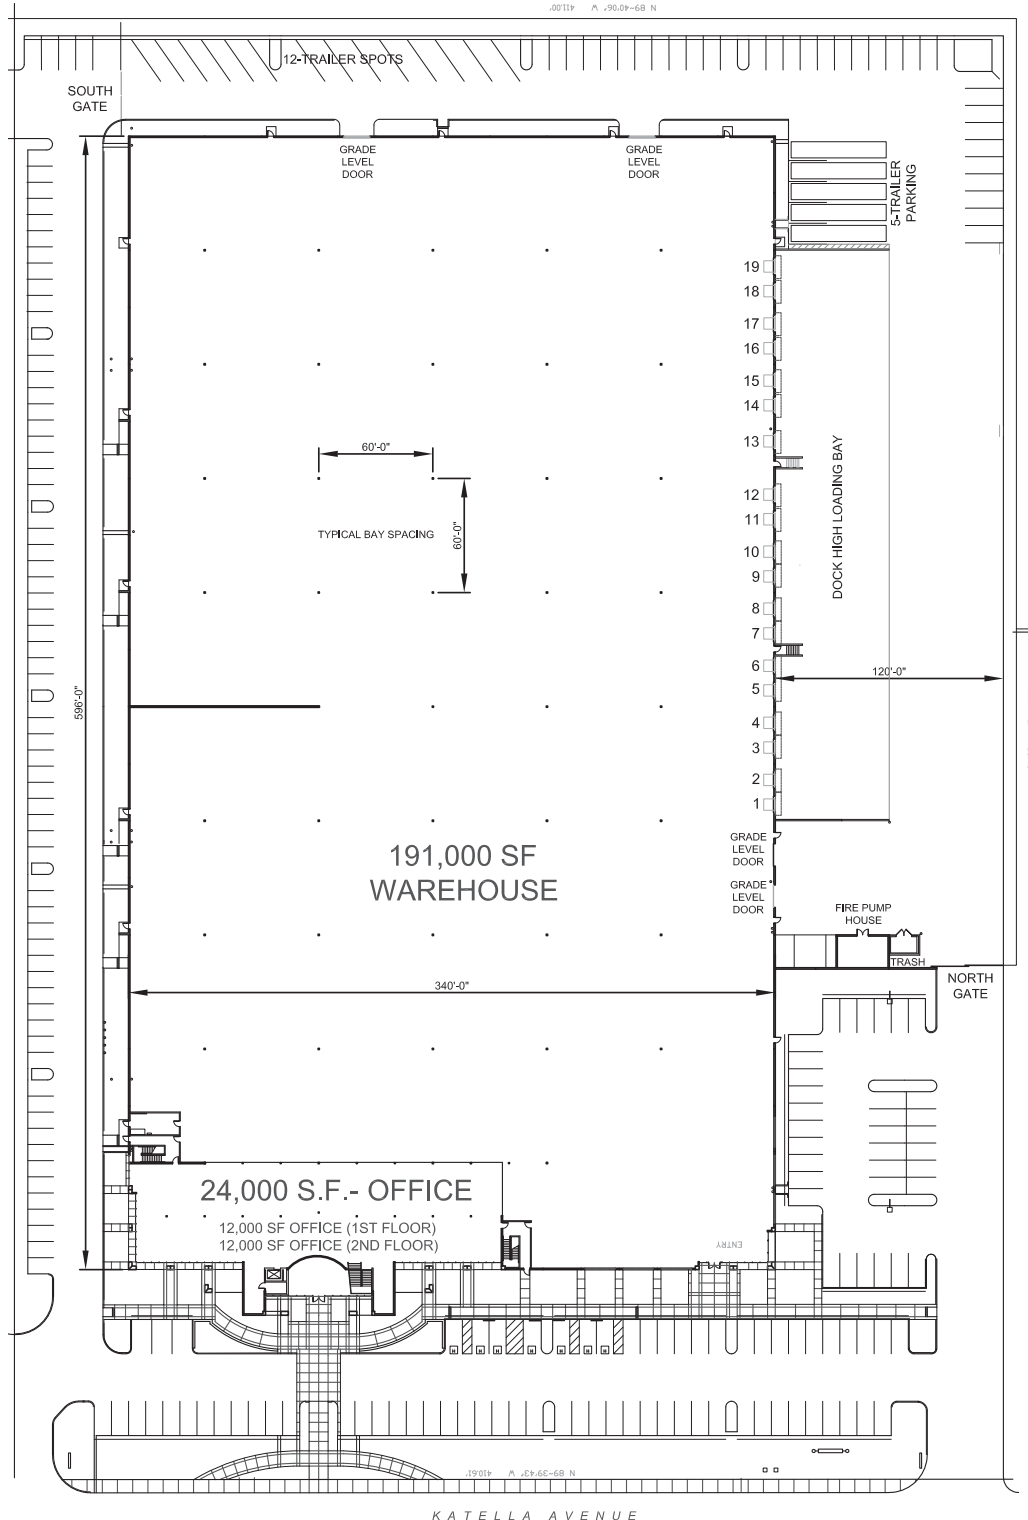 N 89-40'06" W 411.00'
12-TRAILER SPOTS
SOUTH
GATE
GRADE
LEVEL
DOOR
GRADE
LEVEL
DOOR
5-TRAILER
PARKING
19
18
17
16
15
14
13
12
11
10
9
8
7
6
5
4
3
2
1
DOCK HIGH LOADING BAY
60'-0"
TYPICAL BAY SPACING
60'-0"
120'-0"
596'-0"
191,000 SF
WAREHOUSE
GRADE
LEVEL
DOOR
GRADE
LEVEL
DOOR
FIRE PUMP
HOUSE
TRASH
NORTH
GATE
340'-0"
24,000 S.F.- OFFICE
12,000 SF OFFICE (1ST FLOOR)
12,000 SF OFFICE (2ND FLOOR)
ENTRY
N 89-39'43" W 410.61'
KATELLA AVENUE